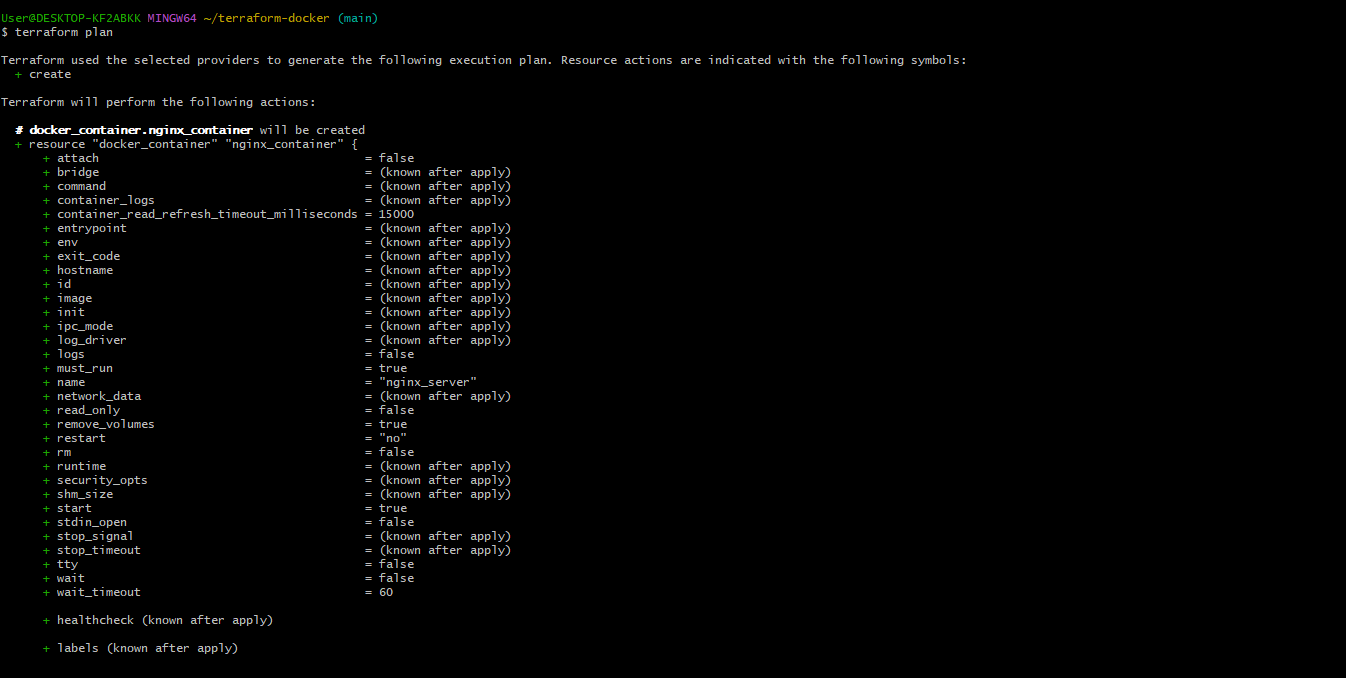 User@DESKTOP-KF2ABKK MINGW64 ~/terraform-docker (main)
$ terraform plan

Terraform used the selected providers to generate the following execution plan. Resource actions are indicated with the following symbols:
  + create

Terraform will perform the following actions:

  # docker_container.nginx_container will be created
  + resource "docker_container" "nginx_container" {
      + attach                                      = false
      + bridge                                      = (known after apply)
      + command                                     = (known after apply)
      + container_logs                              = (known after apply)
      + container_read_refresh_timeout_milliseconds = 15000
      + entrypoint                                  = (known after apply)
      + env                                         = (known after apply)
      + exit_code                                   = (known after apply)
      + hostname                                    = (known after apply)
      + id                                          = (known after apply)
      + image                                       = (known after apply)
      + init                                        = (known after apply)
      + ipc_mode                                    = (known after apply)
      + log_driver                                  = (known after apply)
      + logs                                        = false
      + must_run                                    = true
      + name                                        = "nginx_server"
      + network_data                                = (known after apply)
      + read_only                                   = false
      + remove_volumes                              = true
      + restart                                     = "no"
      + rm                                          = false
      + runtime                                     = (known after apply)
      + security_opts                               = (known after apply)
      + shm_size                                    = (known after apply)
      + start                                       = true
      + stdin_open                                  = false
      + stop_signal                                 = (known after apply)
      + stop_timeout                                = (known after apply)
      + tty                                         = false
      + wait                                        = false
      + wait_timeout                                = 60

      + healthcheck (known after apply)

      + labels (known after apply)